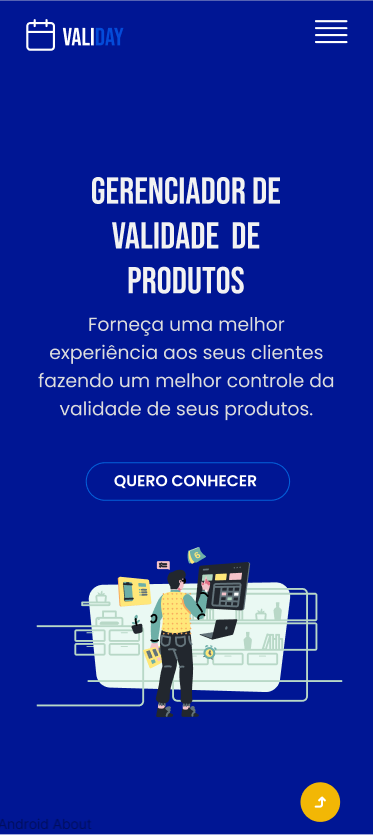 VALIDAY
GERENCIADOR DE
VALIDADE DE
PRODUTOS
Forneça uma melhor
experiência aos seus clientes
fazendo um melhor controle da
validade de seus produtos.
QUERO CONHECER
6
Android About